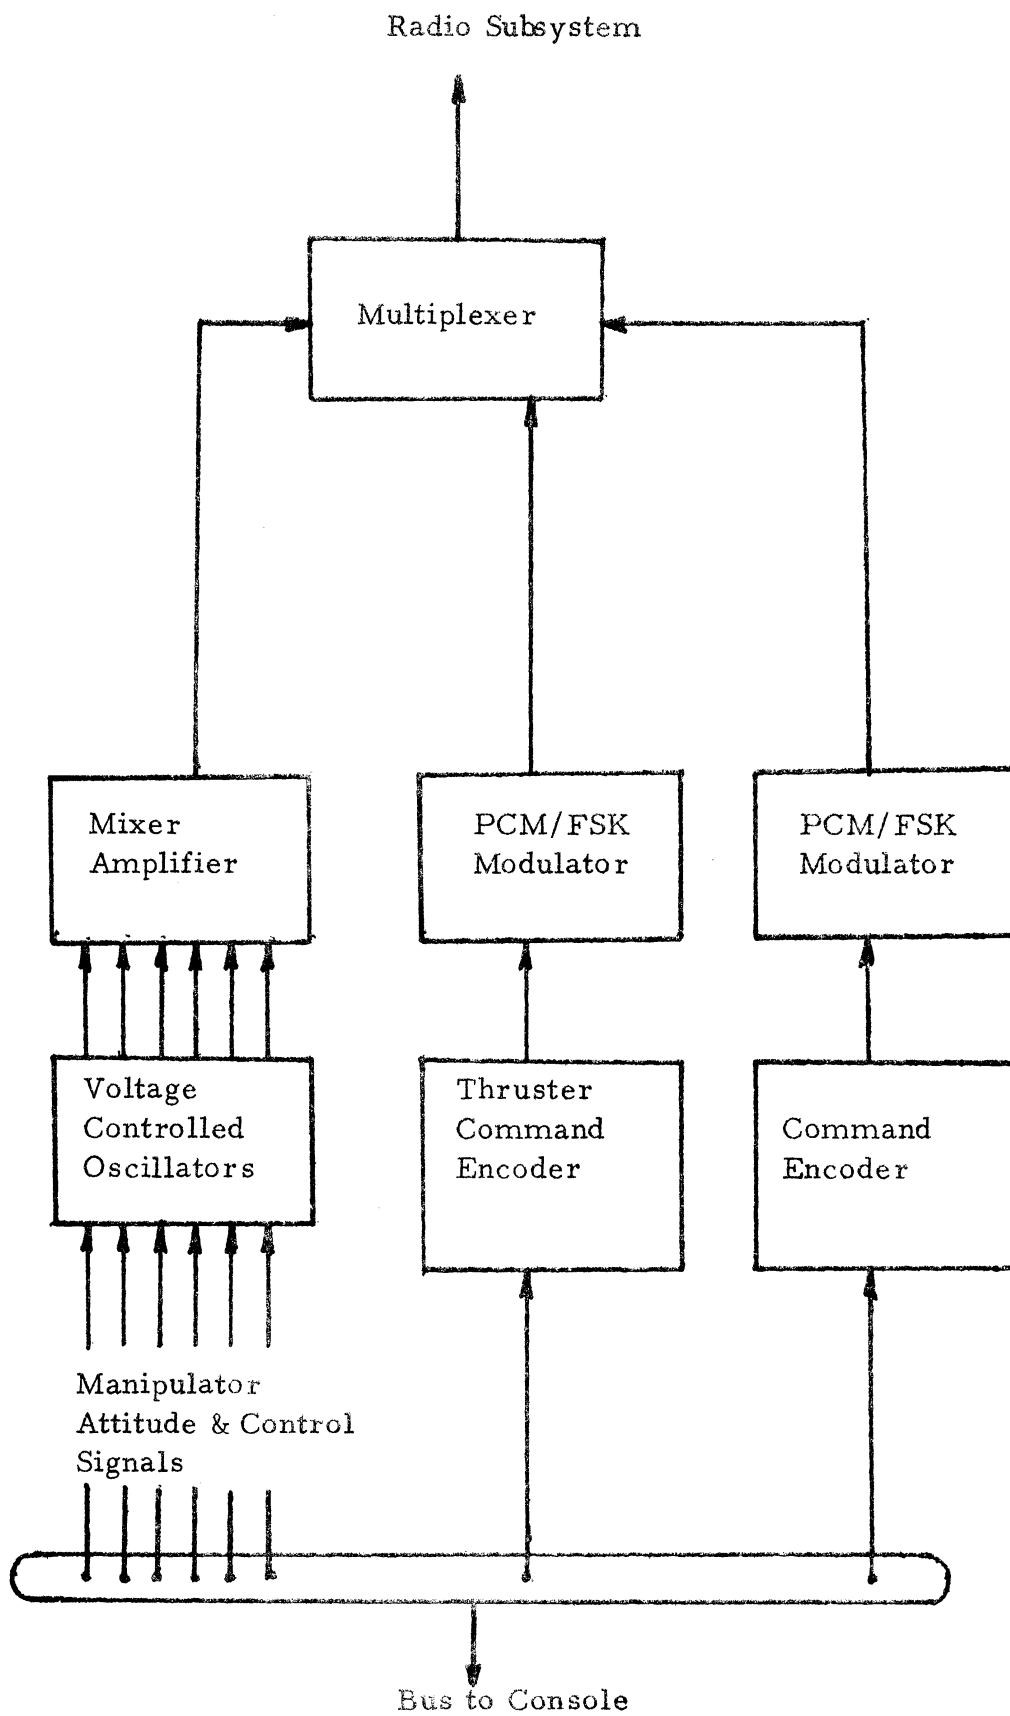 Radio Subsystem
Multiplexer
Mixer
Amplifier
PCM/FSK
Modulator
PCM/FSK
Modulator
Voltage
Controlled
Oscillators
Thruster
Command
Encoder
Command
Encoder
Manipulator
Attitude & Control
Signals
Bus to Console